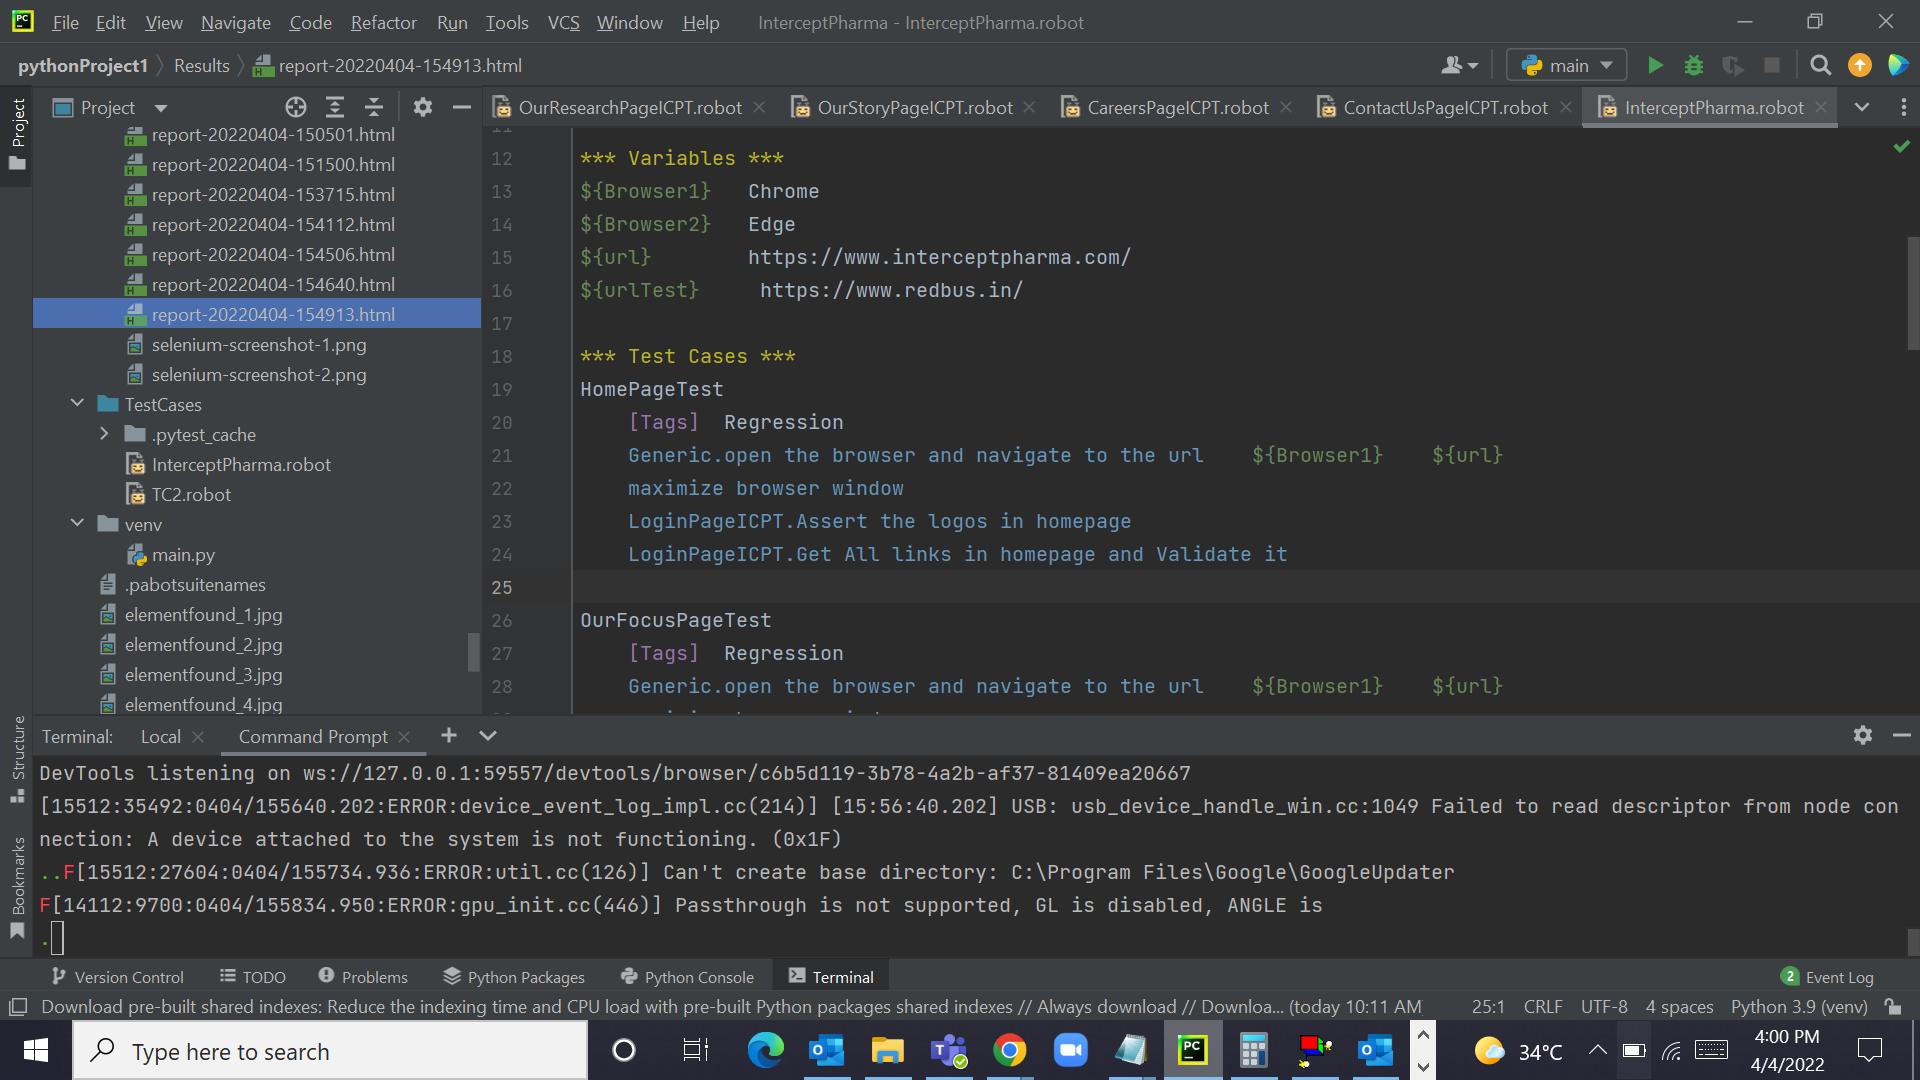 PC File Edit View Navigate Code Refactor Run Tools VCS Window Help InterceptPharma - InterceptPharma.robot
pythonProject1 Results report-20220404-154913.html main
Project
Project
OurResearchPageICPT.robot OurStoryPageICPT.robot CareersPageICPT.robot ContactUsPageICPT.robot InterceptPharma.robot
report-20220404-150501.html
report-20220404-151500.html
report-20220404-153715.html
report-20220404-154112.html
report-20220404-154506.html
report-20220404-154640.html
report-20220404-154913.html
selenium-screenshot-1.png
selenium-screenshot-2.png
TestCases
.pytest_cache
InterceptPharma.robot
TC2.robot
venv
main.py
.pabotsuitenames
elementfound_1.jpg
elementfound_2.jpg
elementfound_3.jpg
elementfound_4.jpg
11
12 *** Variables ***
13 ${Browser1} Chrome
14 ${Browser2} Edge
15 ${url} https://www.interceptpharma.com/
16 ${urlTest} https://www.redbus.in/
17
18 *** Test Cases ***
19 HomePageTest
20 [Tags] Regression
21 Generic.open the browser and navigate to the url ${Browser1} ${url}
22 maximize browser window
23 LoginPageICPT.Assert the logos in homepage
24 LoginPageICPT.Get All links in homepage and Validate it
25
26 OurFocusPageTest
27 [Tags] Regression
28 Generic.open the browser and navigate to the url ${Browser1} ${url}
Structure
Bookmarks
Terminal: Local Command Prompt
DevTools listening on ws://127.0.0.1:59557/devtools/browser/c6b5d119-3b78-4a2b-af37-81409ea20667
[15512:35492:0404/155640.202:ERROR:device_event_log_impl.cc(214)] [15:56:40.202] USB: usb_device_handle_win.cc:1049 Failed to read descriptor from node con
nection: A device attached to the system is not functioning. (0x1F)
..F[15512:27604:0404/155734.936:ERROR:util.cc(126)] Can't create base directory: C:\Program Files\Google\GoogleUpdater
F[14112:9700:0404/155834.950:ERROR:gpu_init.cc(446)] Passthrough is not supported, GL is disabled, ANGLE is
.
Version Control TODO Problems Python Packages Python Console Terminal 2 Event Log
Download pre-built shared indexes: Reduce the indexing time and CPU load with pre-built Python packages shared indexes // Always download // Downloa... (today 10:11 AM) 25:1 CRLF UTF-8 4 spaces Python 3.9 (venv)
Type here to search
34°C
4:00 PM
4/4/2022